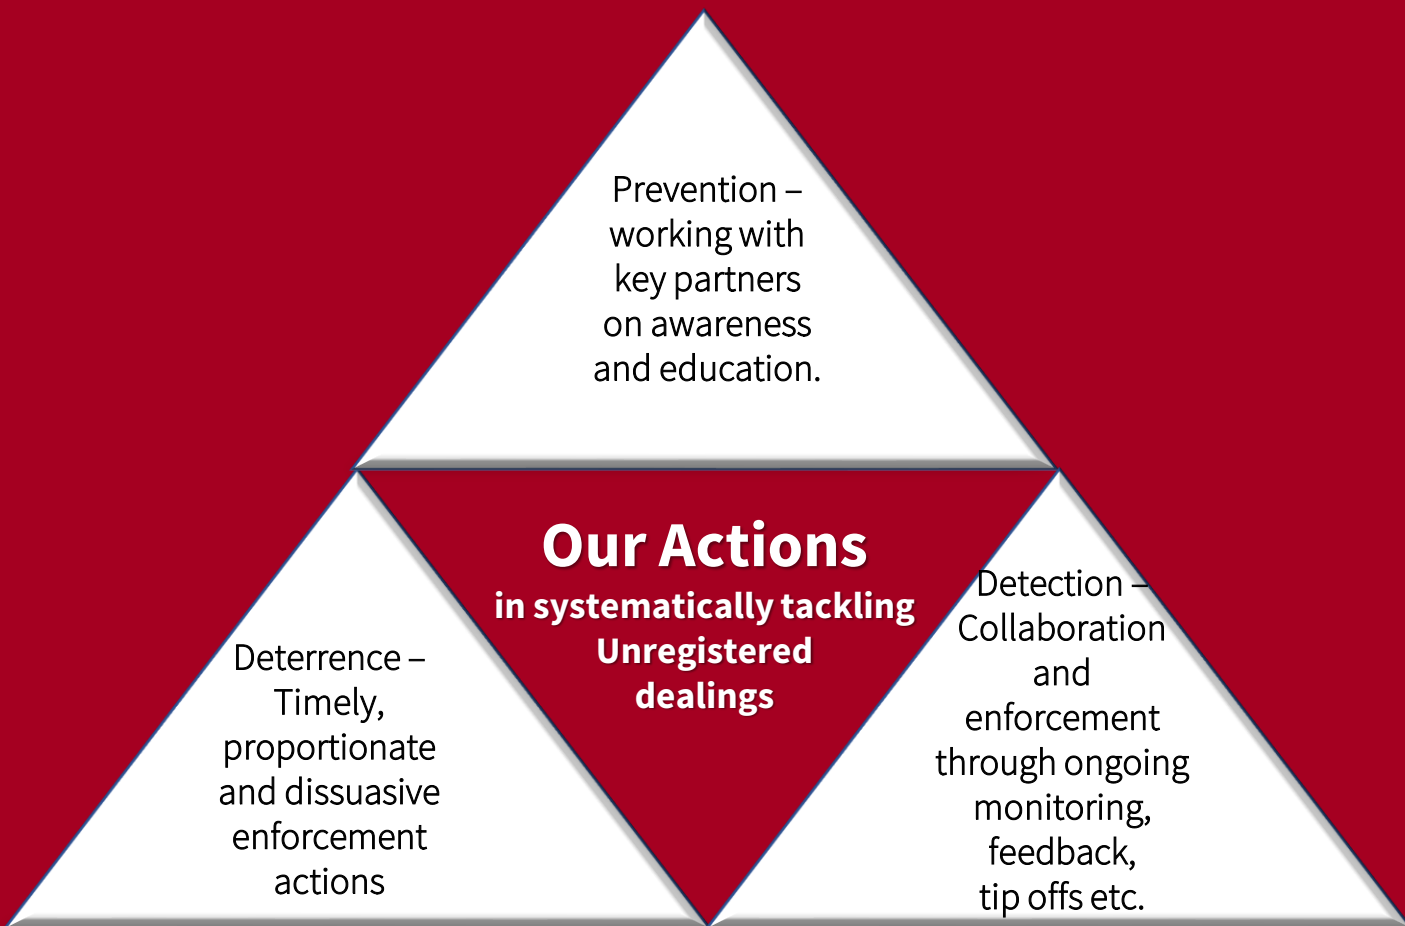 Prevention –
working with
key partners
on awareness
and education.
Our Actions
in systematically tackling
Unregistered
dealings
Deterrence –
Timely,
proportionate
and dissuasive
enforcement
actions
Detection –
Collaboration
and
enforcement
through ongoing
monitoring,
feedback,
tip offs etc.